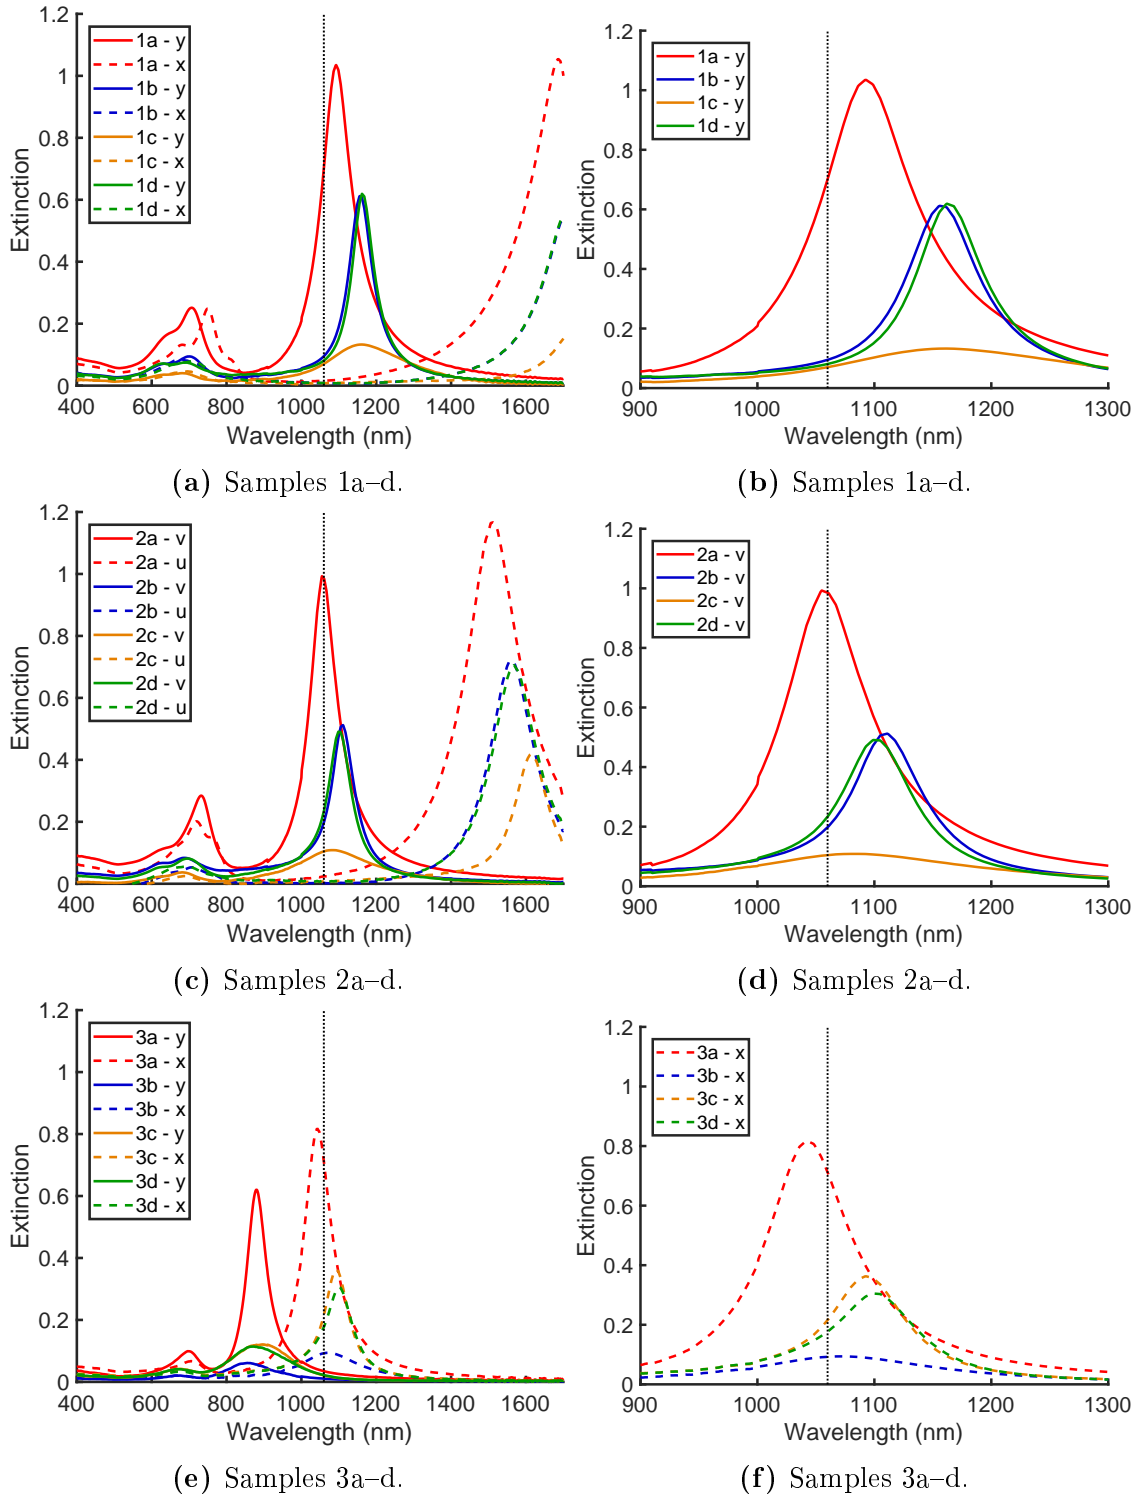 1.2
1
0.8
0.6
0.4
0.2
0
Extinction
1a - y
1a - x
1b - y
1b - x
1c - y
1c - x
1d - y
1d - x
400 600 800 1000 1200 1400 1600
Wavelength (nm)
(a) Samples 1a–d.
1.2
1
0.8
0.6
0.4
0.2
0
Extinction
1a - y
1b - y
1c - y
1d - y
900 1000 1100 1200 1300
Wavelength (nm)
(b) Samples 1a–d.
1.2
1
0.8
0.6
0.4
0.2
0
Extinction
2a - v
2a - u
2b - v
2b - u
2c - v
2c - u
2d - v
2d - u
400 600 800 1000 1200 1400 1600
Wavelength (nm)
(c) Samples 2a–d.
1.2
1
0.8
0.6
0.4
0.2
0
Extinction
2a - v
2b - v
2c - v
2d - v
900 1000 1100 1200 1300
Wavelength (nm)
(d) Samples 2a–d.
1.2
1
0.8
0.6
0.4
0.2
0
Extinction
3a - y
3a - x
3b - y
3b - x
3c - y
3c - x
3d - y
3d - x
400 600 800 1000 1200 1400 1600
Wavelength (nm)
(e) Samples 3a–d.
1.2
1
0.8
0.6
0.4
0.2
0
Extinction
3a - x
3b - x
3c - x
3d - x
900 1000 1100 1200 1300
Wavelength (nm)
(f) Samples 3a–d.